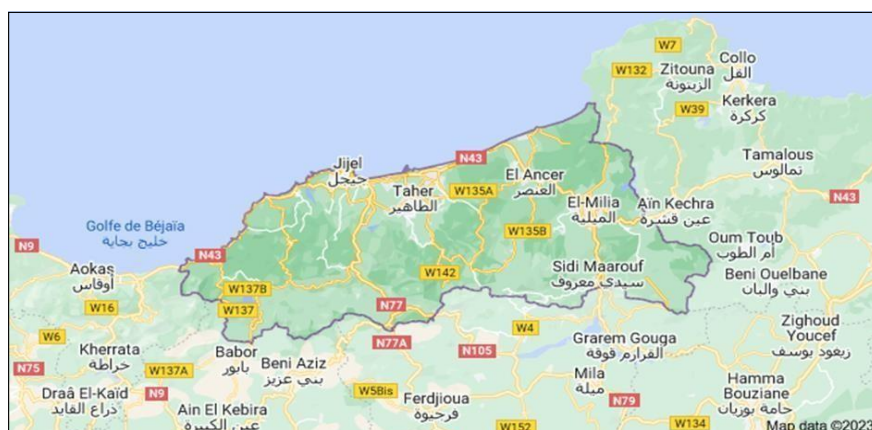 W7
Collo
القل
W132
Zitouna
الزيتونة
W39
Kerkera
كركرة
Jijel
جيجل
N43
Tamalous
تمالوس
Taher
الطاهير
W135A
El Ancer
العنصر
El-Milia
الميلية
Aïn Kechra
عين قشرة
N43
Golfe de Béjaïa
خليج بجاية
N9
N43
W135B
Oum Toub
أم الطوب
Aokas
أوقاس
W142
Sidi Maarouf
سيدي معروف
Beni Ouelbane
بني والبان
W137B
W16
W137
N77
W4
Zighoud
Youcef
زيغود يوسف
W6
N77A
N105
Grarem Gouga
القرارم قوقة
Kherrata
خراطة
Babor
بابور
Beni Aziz
بني عزيز
N75
W137A
Mila
ميلة
Hamma
Bouziane
حامة بوزيان
Draâ El-Kaïd
ذراع القايد
N9
W5Bis
Ferdjioua
فرجيوة
N79
Ain El Kebira
عين الكبيرة
W152
W134
Map data ©2023